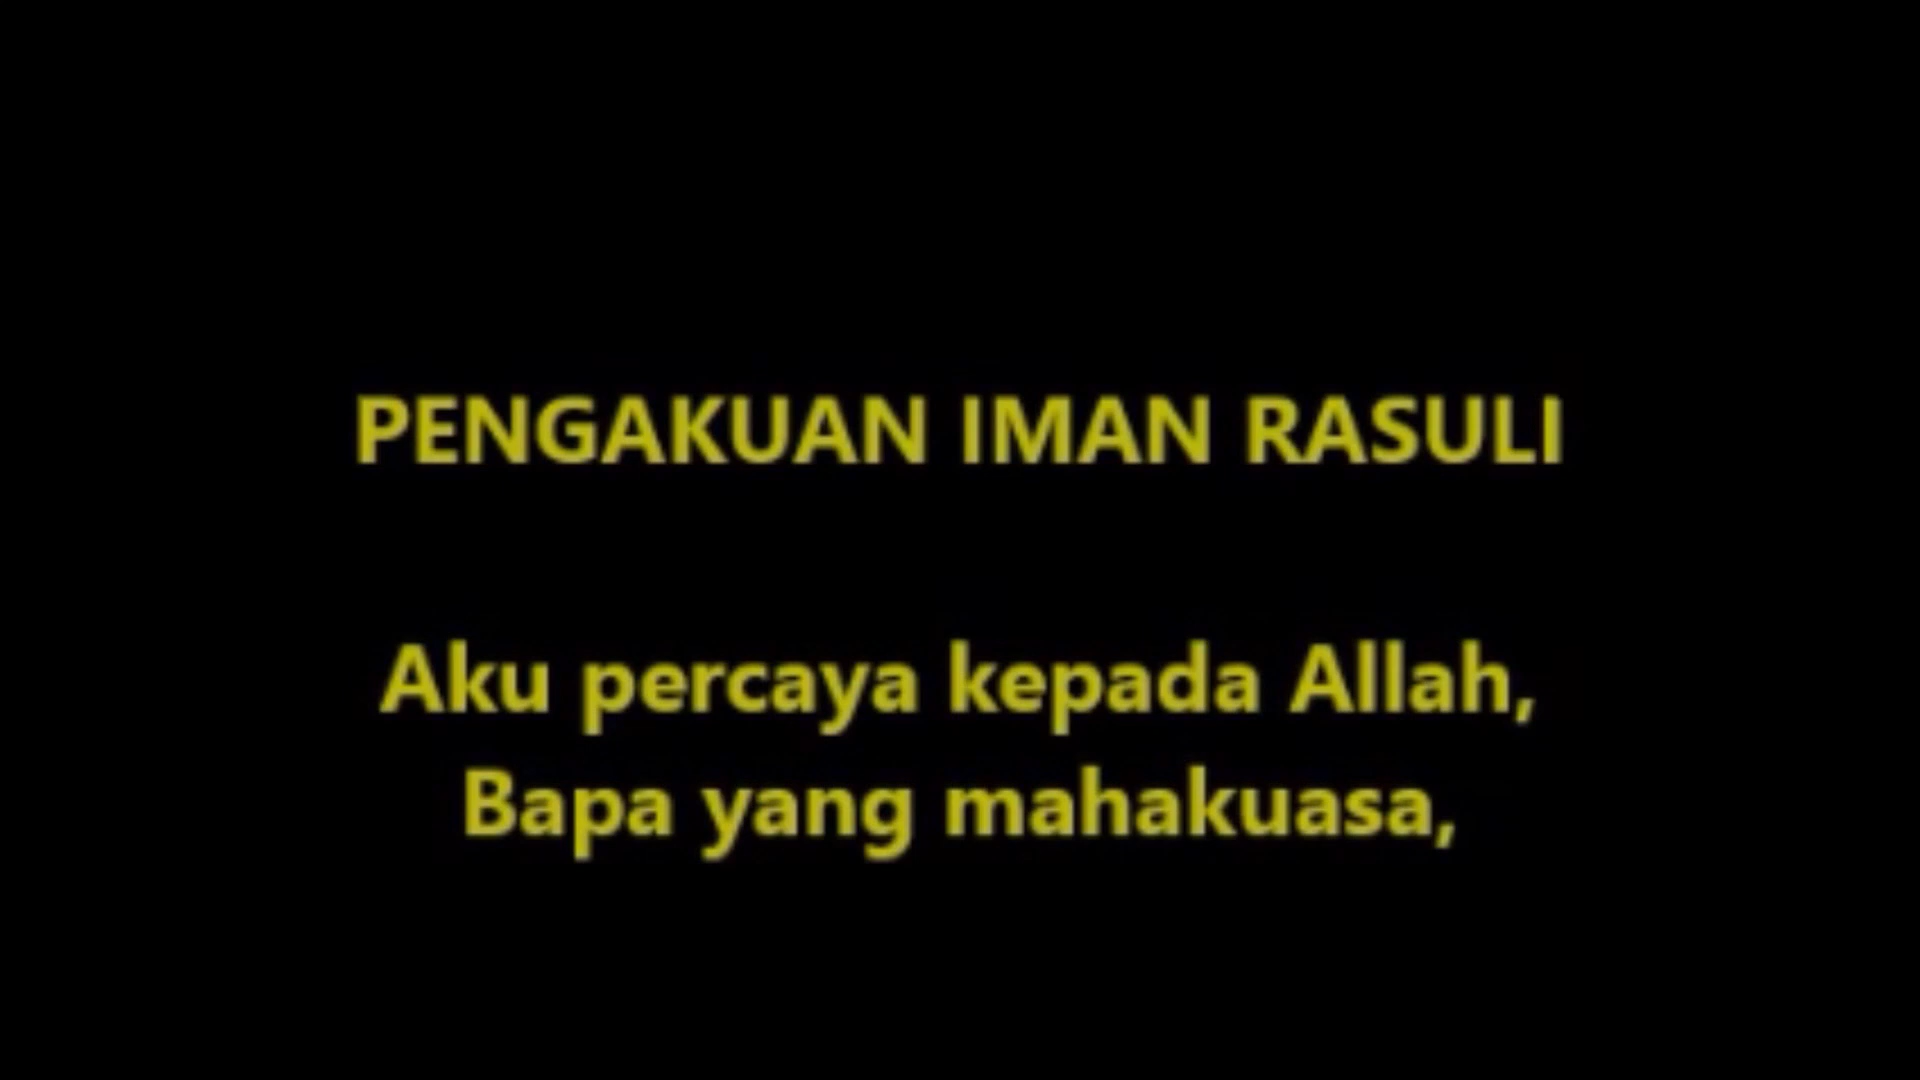 PENGAKUAN IMAN RASULI
Aku percaya kepada Allah,
Bapa yang mahakuasa,